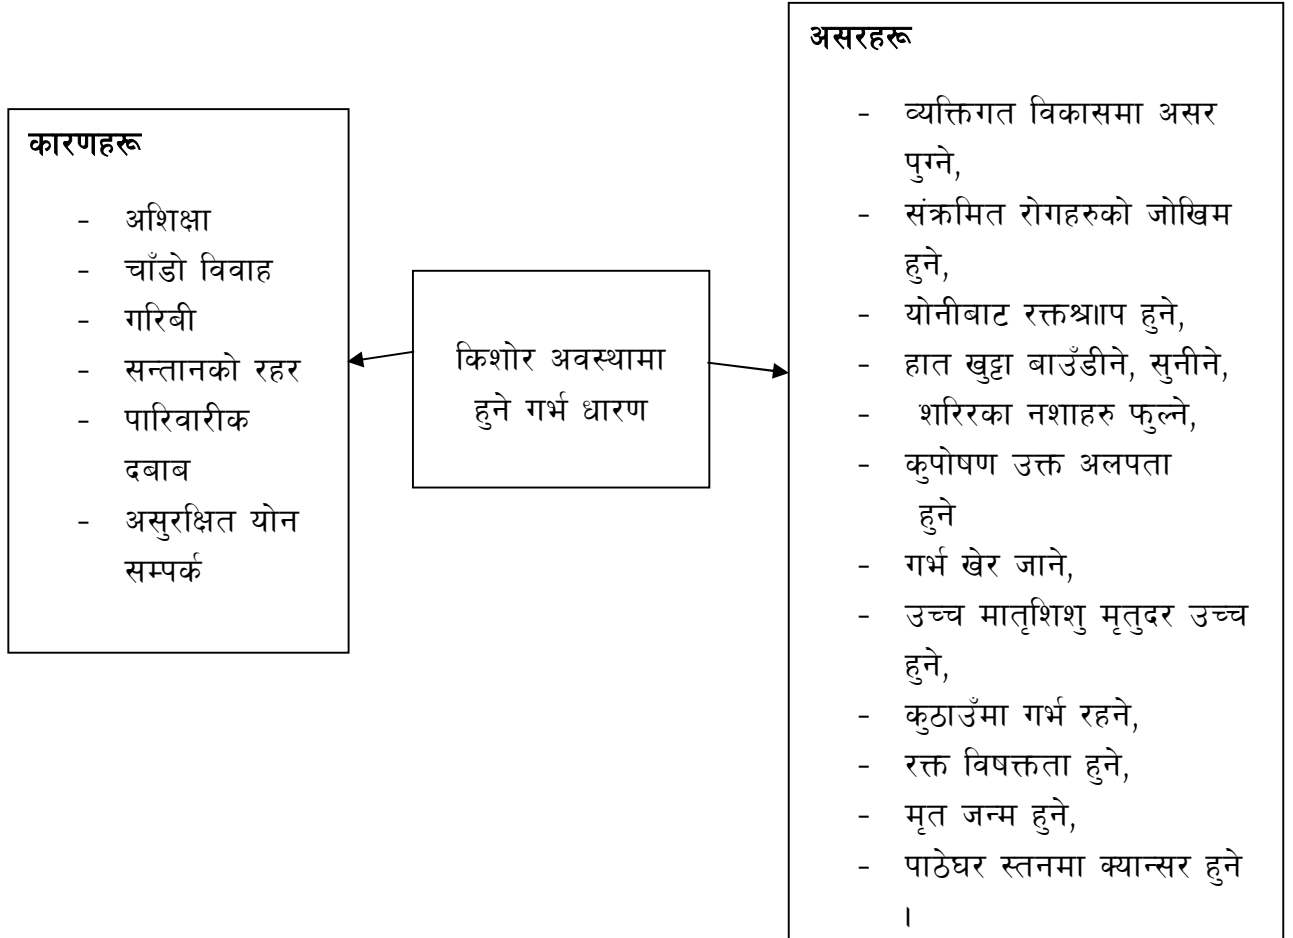 कारणहरू
- अशिक्षा
- चाँडो विवाह
- गरिबी
- सन्तानको रहर
- पारिवारीक
दबाब
- असुरक्षित योन
सम्पर्क
किशोर अवस्थामा
हुने गर्भ धारण
असरहरू
- व्यक्तिगत विकासमा असर
पुग्ने,
- संक्रमित रोगहरुको जोखिम
हुने,
- योनीबाट रक्तश्र॥प हुने,
- हात खुट्टा बाउँडीने, सुनीने,
- शरिरका नशाहरु फुल्ने,
- कुपोषण उक्त अलपता
हुने
- गर्भ खेर जाने,
- उच्च मातृशिशु मृतुदर उच्च
हुने,
- कुठाउँमा गर्भ रहने,
- रक्त विषक्तता हुने,
- मृत जन्म हुने,
- पाठेघर स्तनमा क्यान्सर हुने
।